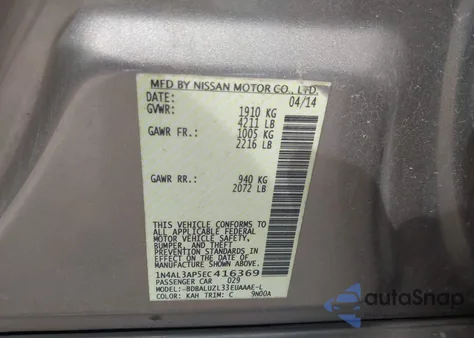 MFD BY NISSAN MOTOR CO., LTD.
DATE: 04/14
GVWR: 1910 KG
4211 LB
GAWR FR.: 1005 KG
2216 LB
GAWR RR.: 940 KG
2072 LB
THIS VEHICLE CONFORMS TO
ALL APPLICABLE FEDERAL
MOTOR VEHICLE SAFETY,
BUMPER, AND THEFT
PREVENTION STANDARDS
IN EFFECT ON THE DATE
OF MANUFACTURE SHOWN
ABOVE.
1N4AL3AP5EC416369
PASSENGER CAR 029
MODEL:-BDBALUZL33EUAAAE-L
COLOR: KAH TRIM: C 9N00A
autoSnap